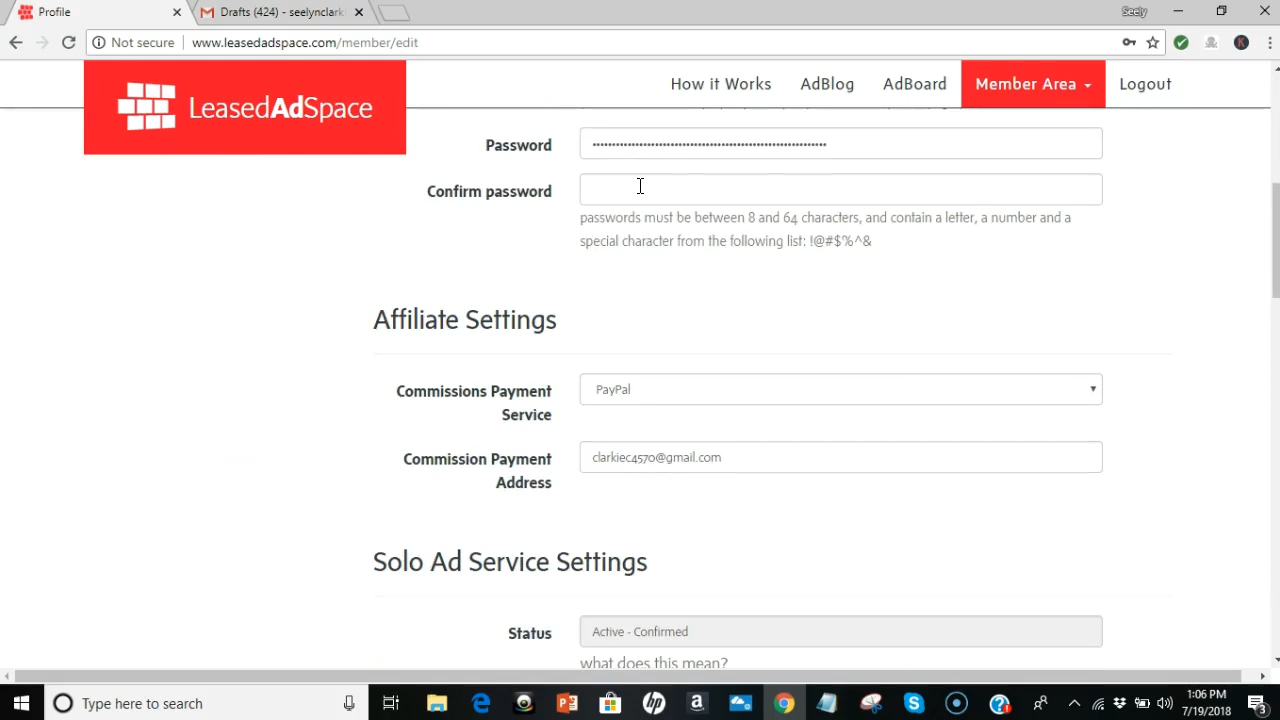 Profile
Drafts (424) - seelynclark
Seely
Not secure
www.leasedadspace.com/member/edit
LeasedAdSpace
How it Works
AdBlog
AdBoard
Member Area
Logout
Password
••••••••••••••••••••••••••••••••••••••••••••••••••••••••••••
Confirm password
passwords must be between 8 and 64 characters, and contain a letter, a number and a
special character from the following list: !@#$%^&
Affiliate Settings
Commissions Payment
Service
PayPal
Commission Payment
Address
clarkiec4570@gmail.com
Solo Ad Service Settings
Status
Active - Confirmed
what does this mean?
Type here to search
1:06 PM
7/19/2018